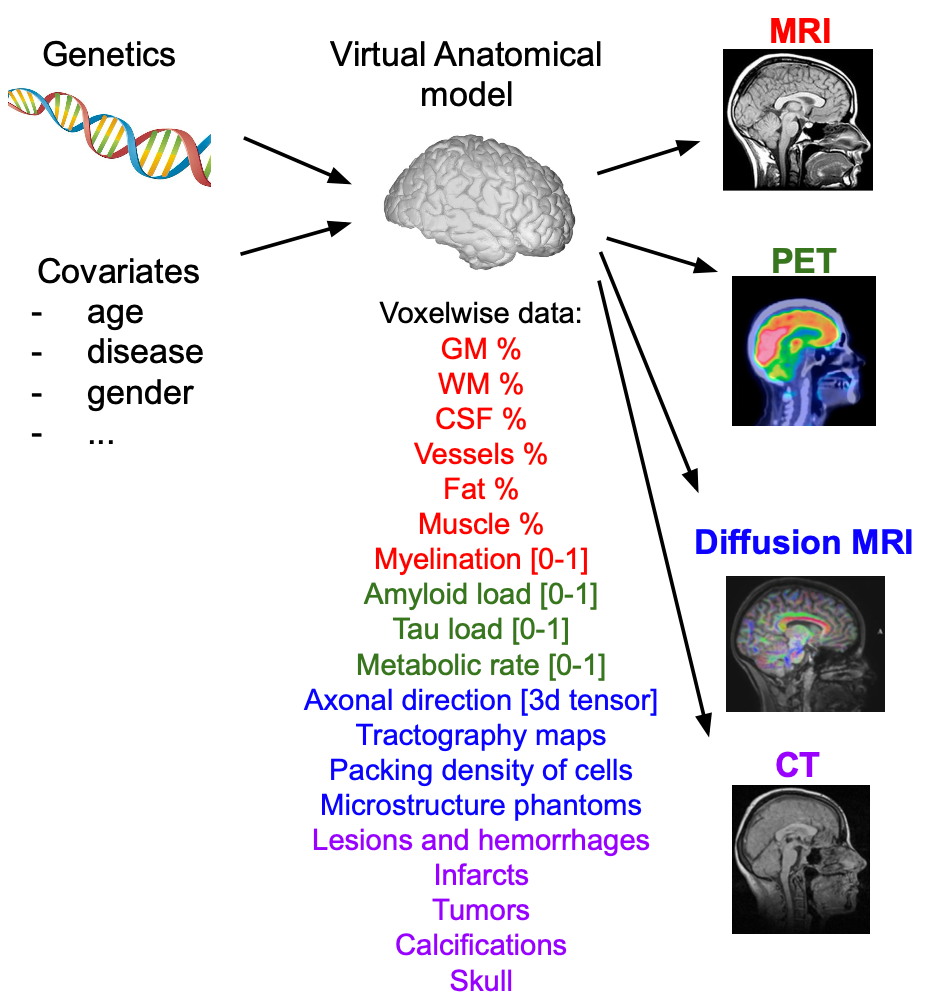 Genetics
Covariates
- age
- disease
- gender
- ...
Virtual Anatomical
model
Voxelwise data:
GM %
WM %
CSF %
Vessels %
Fat %
Muscle %
Myelination [0-1]
Amyloid load [0-1]
Tau load [0-1]
Metabolic rate [0-1]
Axonal direction [3d tensor]
Tractography maps
Packing density of cells
Microstructure phantoms
Lesions and hemorrhages
Infarcts
Tumors
Calcifications
Skull
MRI
PET
Diffusion MRI
A
CT